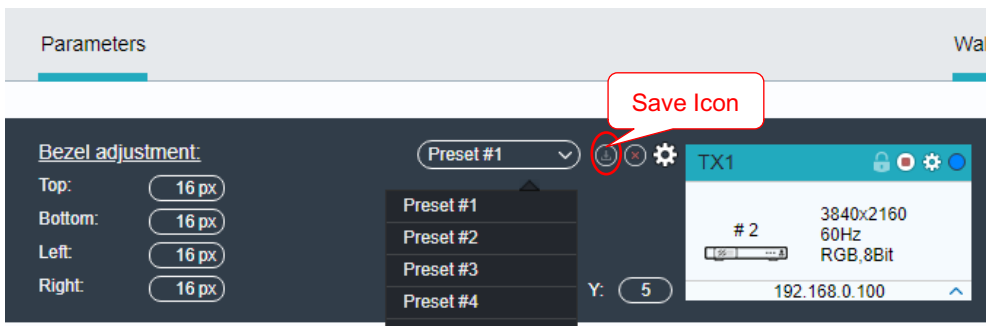 Parameters
Wal
Save Icon
Bezel adjustment:
Preset #1
Top: 16 px
Bottom: 16 px
Left: 16 px
Right: 16 px
Preset #1
Preset #2
Preset #3
Preset #4
Y: 5
TX1
# 2
3840x2160
60Hz
RGB,8Bit
192.168.0.100